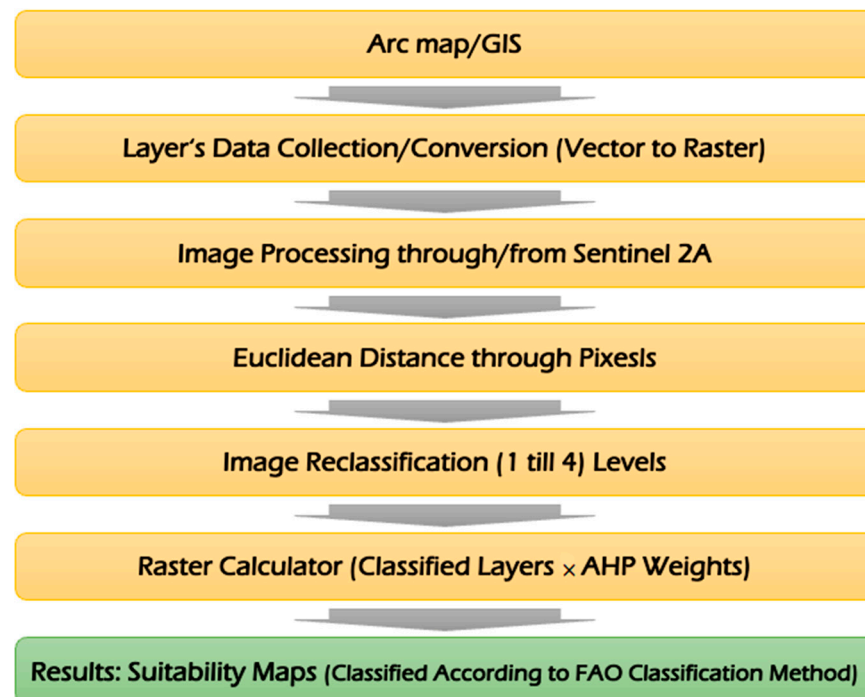 Arc map/GIS
Layer's Data Collection/Conversion (Vector to Raster)
Image Processing through/from Sentinel 2A
Euclidean Distance through Pixesls
Image Reclassification (1 till 4) Levels
Raster Calculator (Classified Layers × AHP Weights)
Results: Suitability Maps (Classified According to FAO Classification Method)